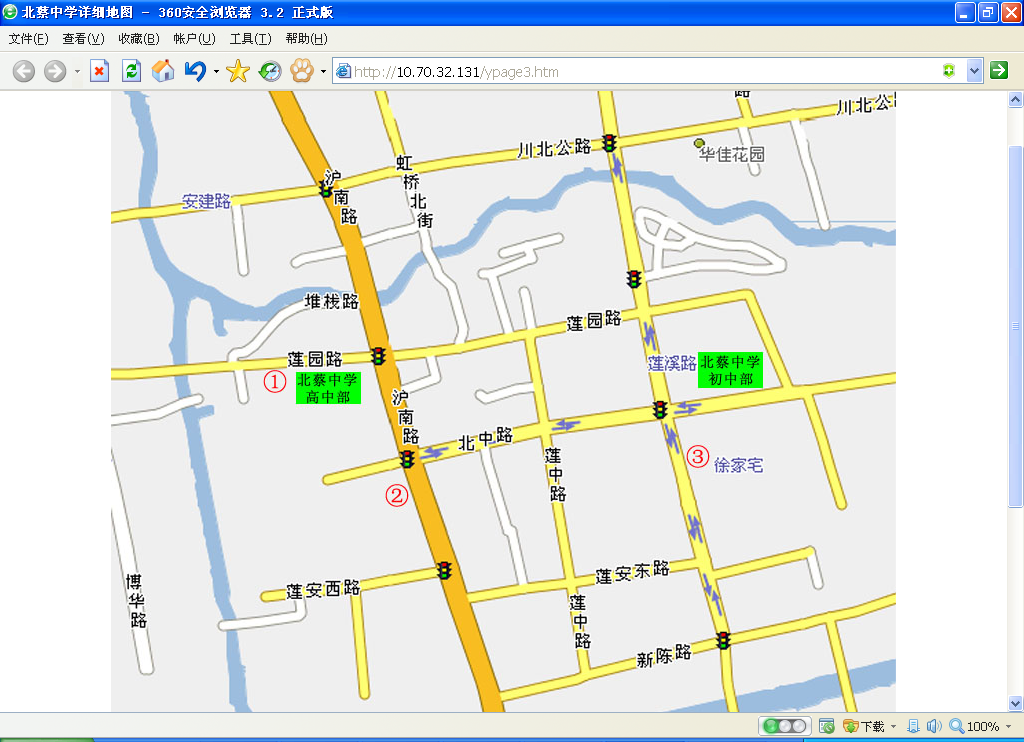 北蔡中学详细地图 - 360安全浏览器 3.2 正式版
文件(F) 查看(V) 收藏(B) 帐户(U) 工具(T) 帮助(H)
http://10.70.32.131/ypage3.htm
路
川北公路
川北公路
华佳花园
虹桥北街
沪南路
安建路
堆栈路
莲园路
莲园路
莲溪路
北蔡中学
初中部
①
北蔡中学
高中部
沪南路
北中路
②
③
徐家宅
莲中路
博华路
莲安西路
莲安东路
莲中路
新陈路
下载
100%